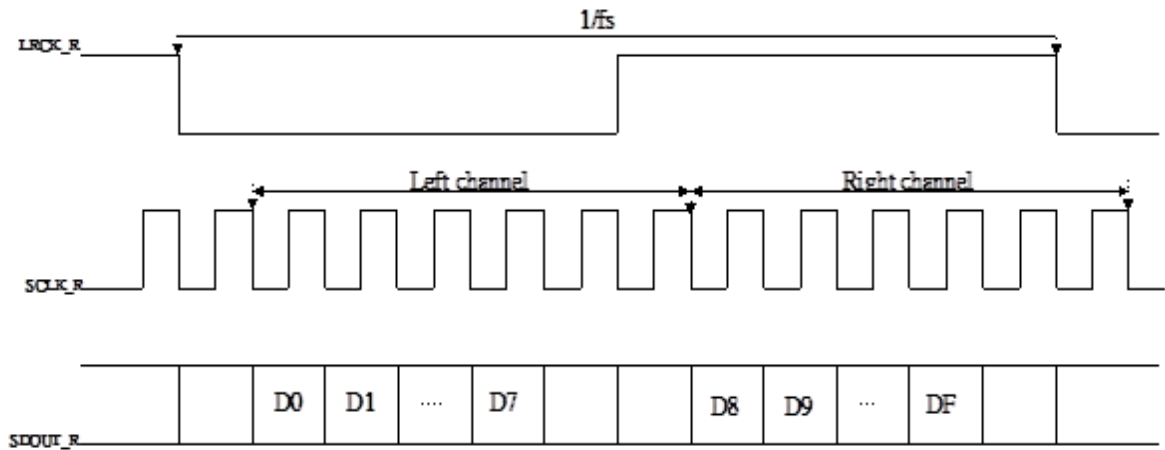 1/fs
LRCK_R
Left channel Right channel
SCLK_R
D0 D1 .... D7 D8 D9 ... DF
SDOUT_R